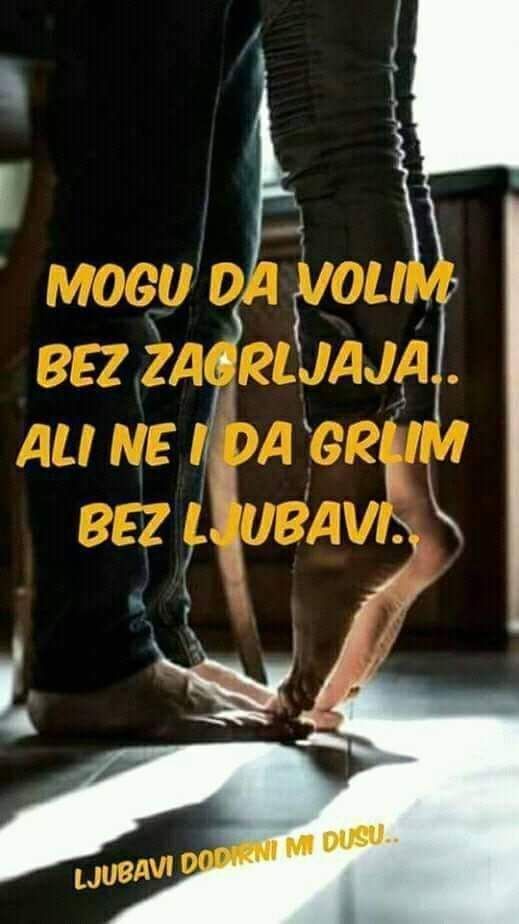 MOGU DA VOLIM
BEZ ZAGRLJAJA..
ALI NE I DA GRLIM
BEZ LJUBAVI..
LJUBAVI DODIRNI MI DUSU..